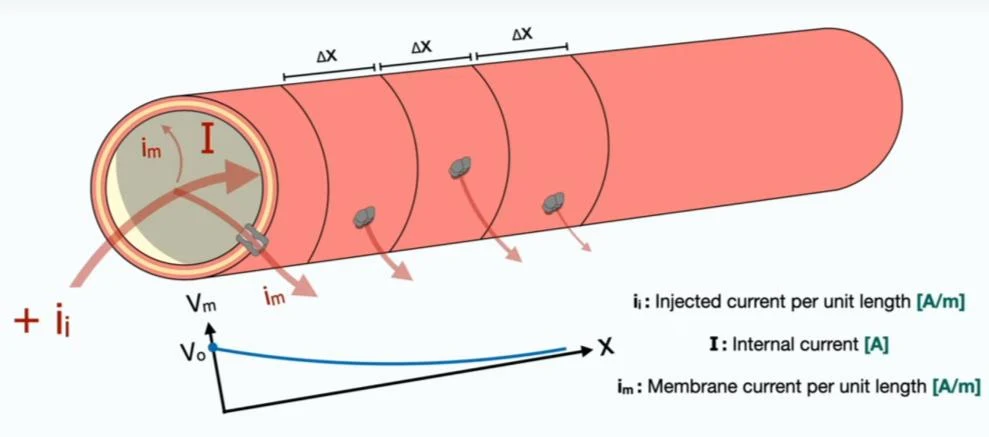 ΔX
ΔX
ΔX
im
I
+ ii
im
Vm
Vo
X
ii : Injected current per unit length [A/m]
I : Internal current [A]
im : Membrane current per unit length [A/m]